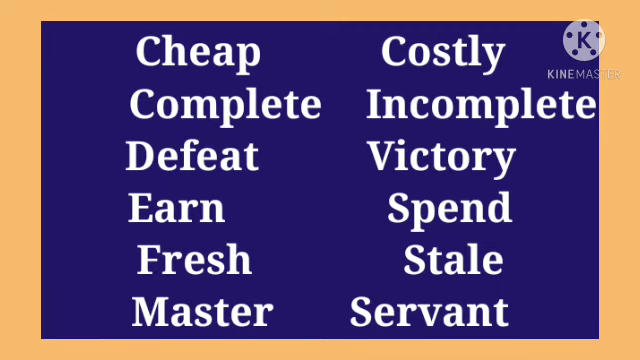 Cheap Costly
KINEMASTER
Complete Incomplete
Defeat Victory
Earn Spend
Fresh Stale
Master Servant